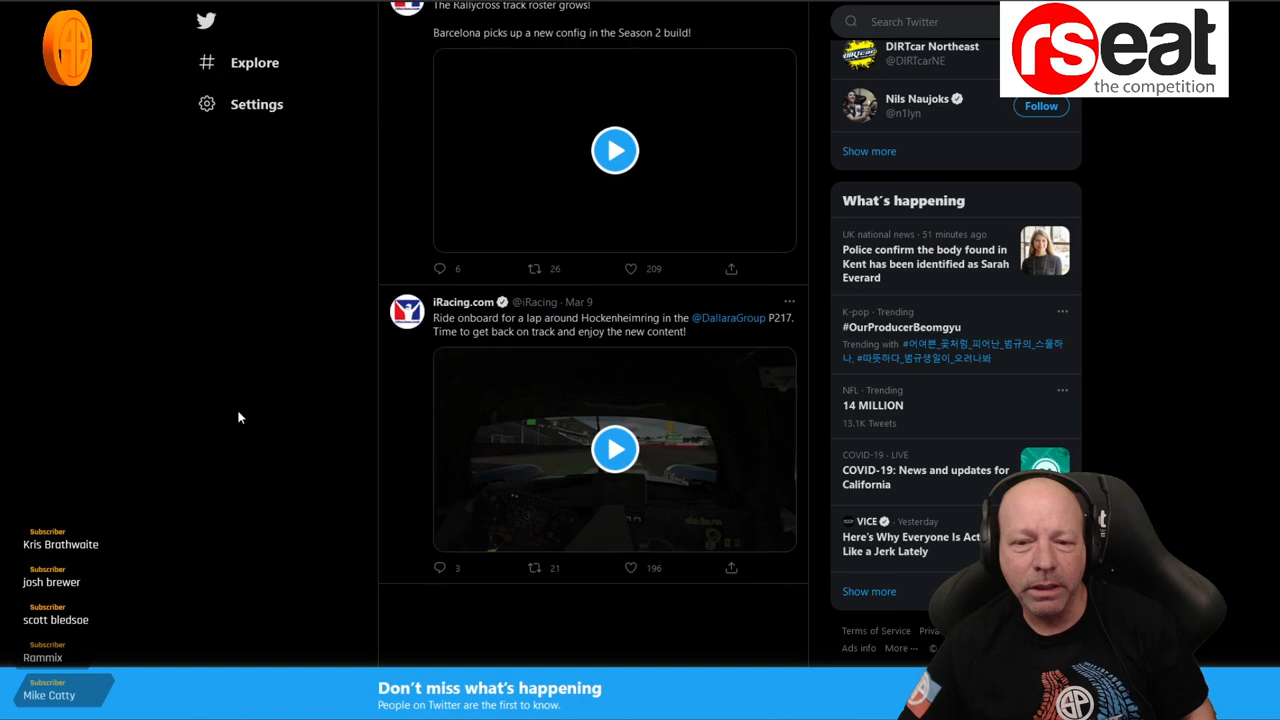 The Rallycross track roster grows!
Barcelona picks up a new config in the Season 2 build!
6 26 209
iRacing.com @iRacing · Mar 9 ···
Ride onboard for a lap around Hockenheimring in the @DallaraGroup P217.
Time to get back on track and enjoy the new content!
3 21 196
Explore
Settings
Subscriber
Kris Brathwaite
Subscriber
josh brewer
Subscriber
scott bledsoe
Subscriber
Rammix
Subscriber
Mike Catty
Search Twitter
rseat
the competition
DIRTcar Northeast
@DIRTcarNE
Nils Naujoks
@n1lyn
Follow
Show more
What's happening
UK national news · 51 minutes ago
Police confirm the body found in
Kent has been identified as Sarah
Everard
K-pop · Trending ···
#OurProducerBeomgyu
Trending with #어여쁜_꽃처럼_피어난_범규의_스물하
나, #따뜻하다_범규생일이_오려나봐
NFL · Trending ···
14 MILLION
13.1K Tweets
COVID-19 · LIVE
COVID-19: News and updates for
California
VICE · Yesterday
Here's Why Everyone Is
Like a Jerk Lately
Show more
Terms of Service
Ads info More ··· ©
Don't miss what's happening
People on Twitter are the first to know.